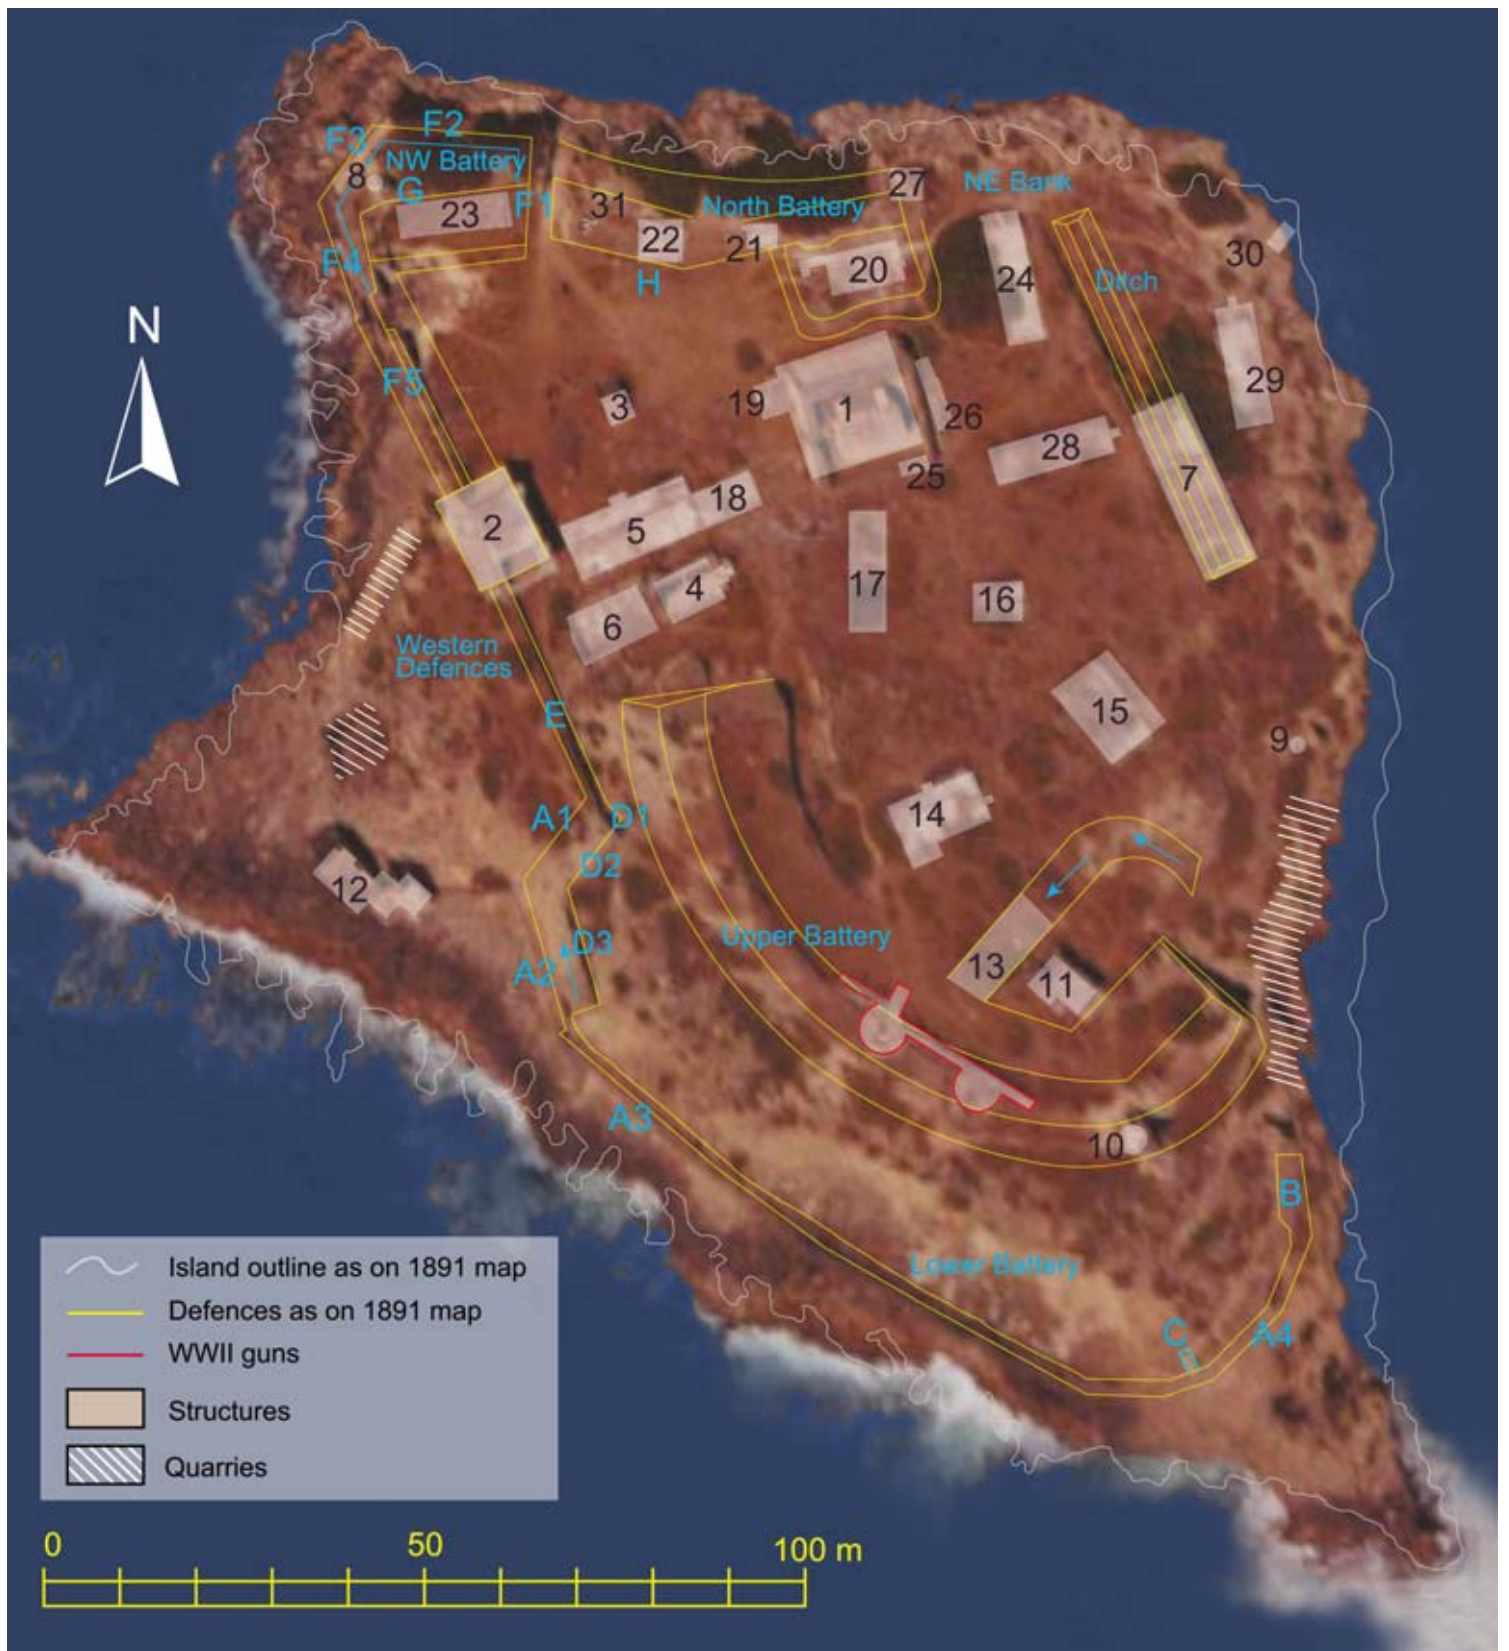 F2
F3
NW Battery
8
G
23
F1
31
27
NE Bank
North Battery
22
21
20
24
30
F4
H
Ditch
N
F5
3
19
1
26
29
28
25
7
18
2
5
4
17
16
6
Western
Defences
E
15
9
A1
D1
14
D2
12
Upper Battery
D3
A2
13
11
A3
10
B
Lower Battery
C
A4
Island outline as on 1891 map
Defences as on 1891 map
WWII guns
Structures
Quarries
0
50
100 m